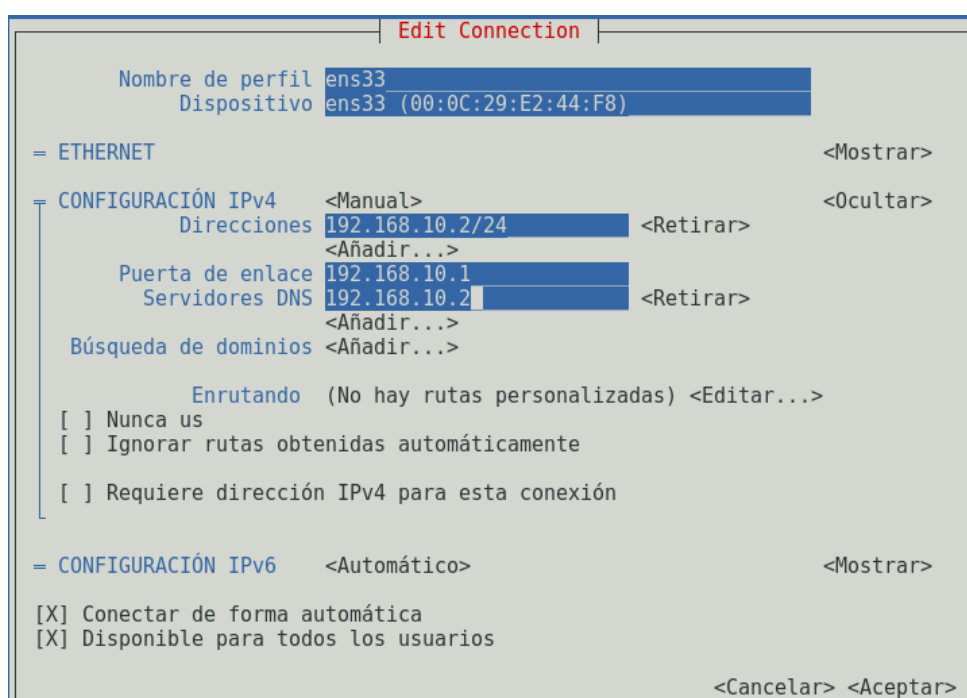 Edit Connection
Nombre de perfil ens33
Dispositivo ens33 (00:0C:29:E2:44:F8)
= ETHERNET <Mostrar>
CONFIGURACIÓN IPv4 <Manual> <Ocultar>
Direcciones 192.168.10.2/24 <Retirar>
<Añadir...>
Puerta de enlace 192.168.10.1
Servidores DNS 192.168.10.2 <Retirar>
<Añadir...>
Búsqueda de dominios <Añadir...>
Enrutando (No hay rutas personalizadas) <Editar...>
[ ] Nunca us
[ ] Ignorar rutas obtenidas automáticamente
[ ] Requiere dirección IPv4 para esta conexión
= CONFIGURACIÓN IPv6 <Automático> <Mostrar>
[X] Conectar de forma automática
[X] Disponible para todos los usuarios
<Cancelar> <Aceptar>